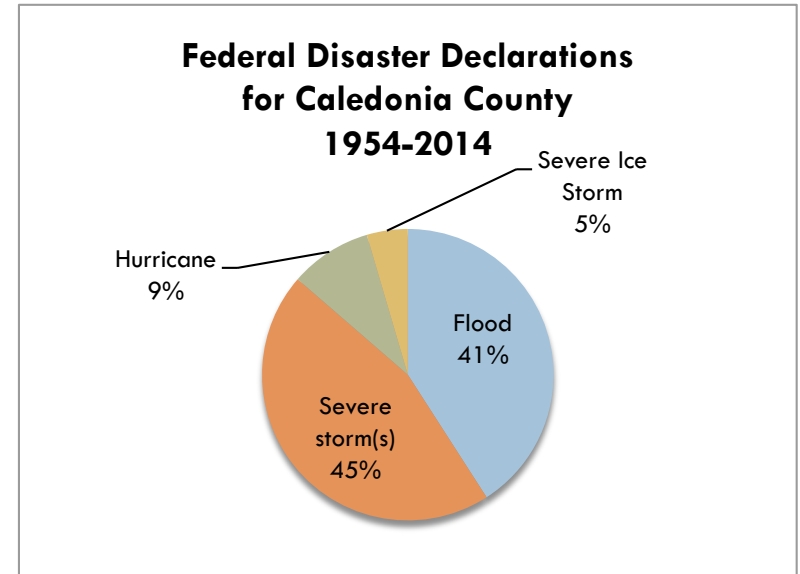 Federal Disaster Declarations
for Caledonia County
1954-2014
Severe Ice
Storm
5%
Hurricane
9%
Flood
41%
Severe
storm(s)
45%